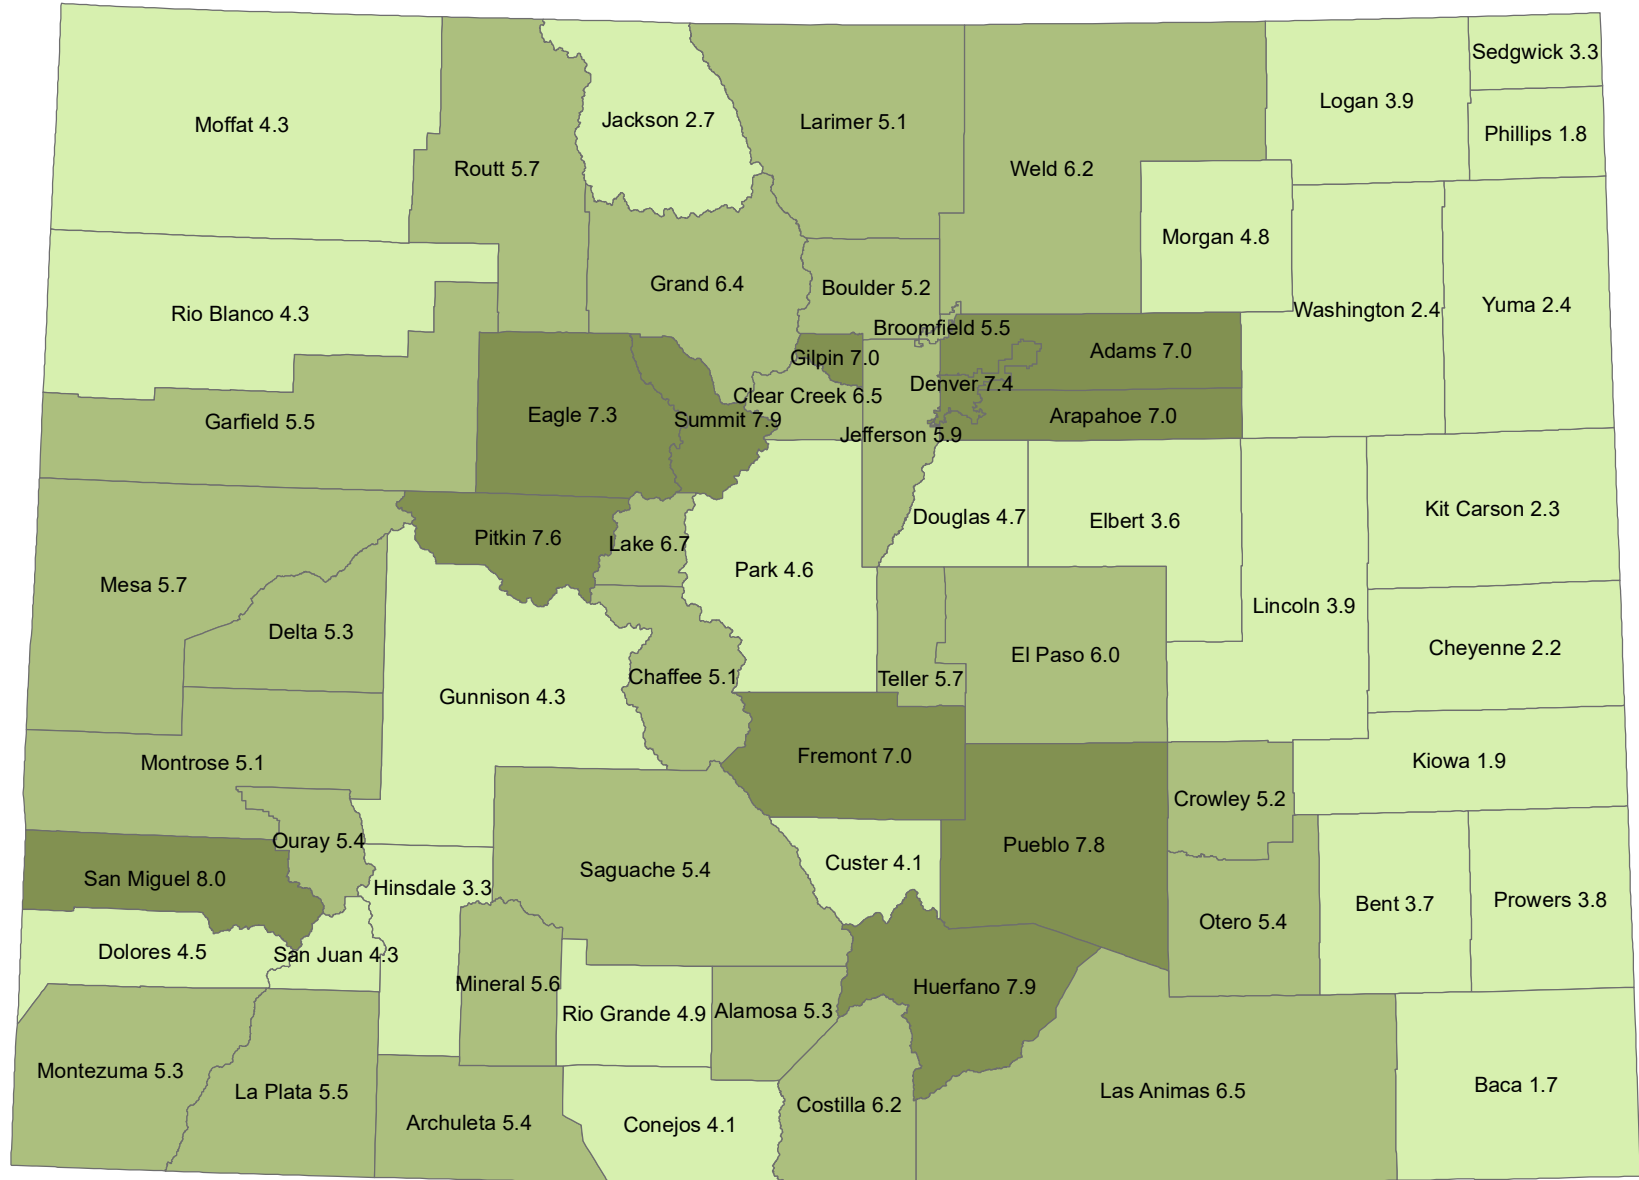 Sedgwick 3.3
Logan 3.9
Moffat 4.3
Jackson 2.7
Larimer 5.1
Phillips 1.8
Routt 5.7
Weld 6.2
Morgan 4.8
Grand 6.4
Boulder 5.2
Rio Blanco 4.3
Washington 2.4
Yuma 2.4
Broomfield 5.5
Gilpin 7.0
Adams 7.0
Denver 7.4
Clear Creek 6.5
Eagle 7.3
Summit 7.9
Arapahoe 7.0
Garfield 5.5
Jefferson 5.9
Kit Carson 2.3
Douglas 4.7
Elbert 3.6
Pitkin 7.6
Lake 6.7
Park 4.6
Mesa 5.7
Lincoln 3.9
Delta 5.3
Cheyenne 2.2
El Paso 6.0
Chaffee 5.1
Teller 5.7
Gunnison 4.3
Fremont 7.0
Montrose 5.1
Kiowa 1.9
Crowley 5.2
Ouray 5.4
Pueblo 7.8
Custer 4.1
Saguache 5.4
San Miguel 8.0
Hinsdale 3.3
Bent 3.7
Prowers 3.8
Otero 5.4
Dolores 4.5
San Juan 4.3
Mineral 5.6
Huerfano 7.9
Rio Grande 4.9
Alamosa 5.3
Montezuma 5.3
Baca 1.7
La Plata 5.5
Las Animas 6.5
Costilla 6.2
Archuleta 5.4
Conejos 4.1